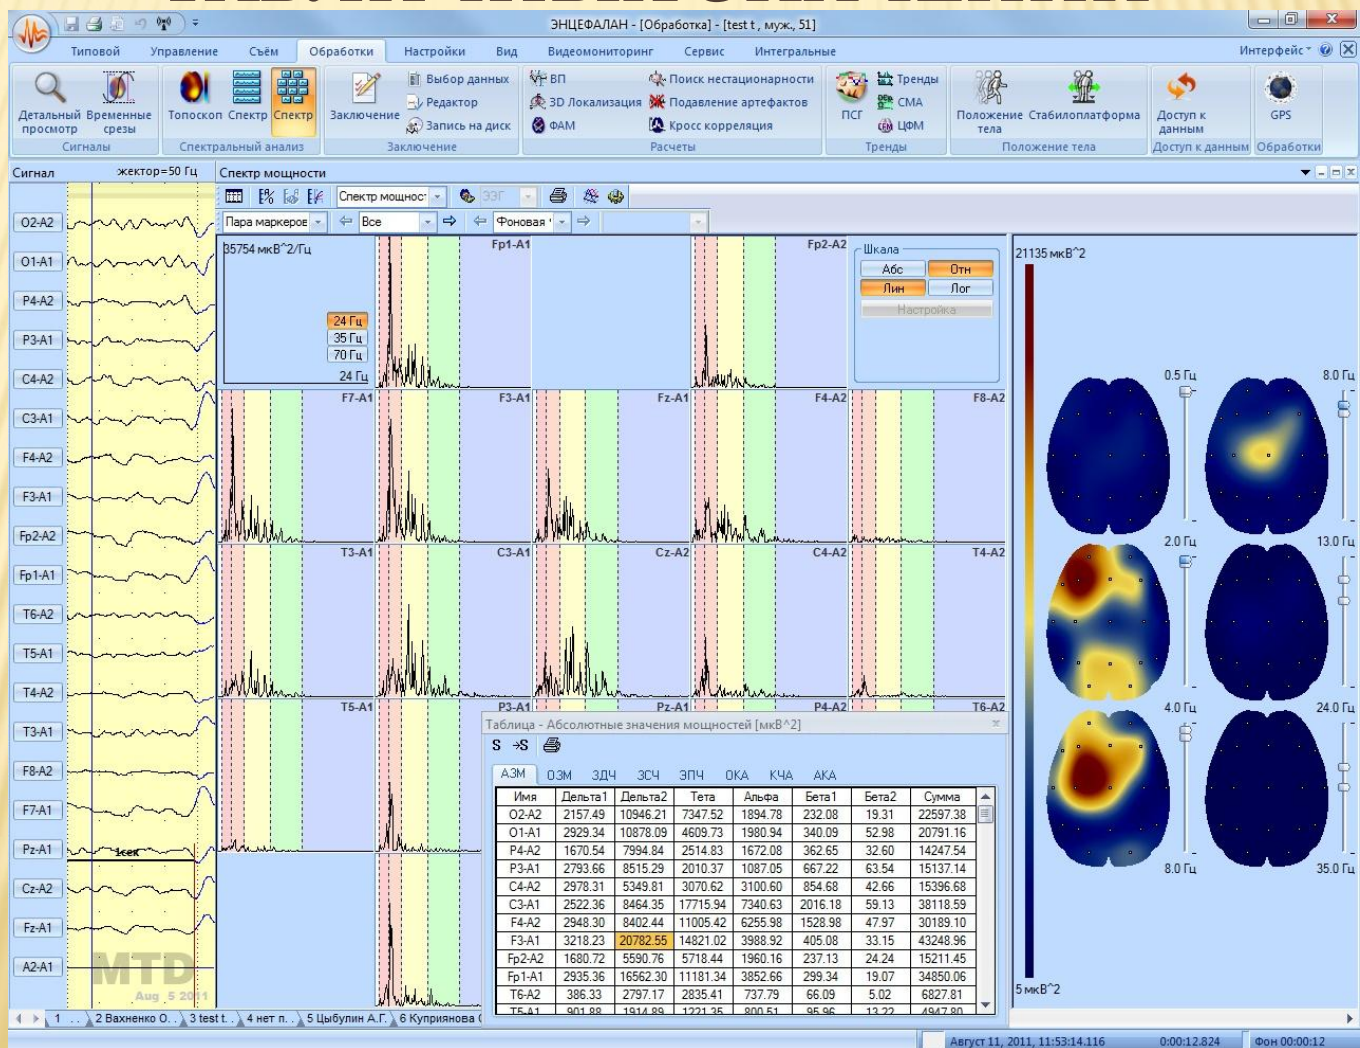 ЭНЦЕФАЛАН - [Обработка] - [test t , муж., 51]
Типовой Управление Съём Обработки Настройки Вид Видеомониторинг Сервис Интегральные Интерфейс
Детальный просмотр Временные срезы Топоскоп Спектр Спектр Заключение Выбор данных Редактор Запись на диск ВП 3D Локализация ФАМ Поиск нестационарности Подавление артефактов Кросс корреляция ПСГ Тренды СМА ЦФМ Положение тела Стабилоплатформа Доступ к данным GPS
Сигналы Спектральный анализ Заключение Расчеты Тренды Положение тела Доступ к данным Обработки
Сигнал жектор=50 Гц Спектр мощности
Спектр мощнос ЭЭГ
Пара маркеров Все Фоновая
O2-A2
O1-A1
P4-A2
P3-A1
C4-A2
C3-A1
F4-A2
F3-A1
Fp2-A2
Fp1-A1
T6-A2
T5-A1
T4-A2
T3-A1
F8-A2
F7-A1
Pz-A1
1сек
Cz-A2
Fz-A1
A2-A1
MTD
Aug 5 2011
35754 мкВ^2/Гц Fp1-A1 Fp2-A2
24 Гц
35 Гц
70 Гц
24 Гц
Шкала
Абс Отн
Лин Лог
Настройка
F7-A1 F3-A1 Fz-A1 F4-A2 F8-A2
T3-A1 C3-A1 Cz-A2 C4-A2 T4-A2
T5-A1 P3-A1 Pz-A1 P4-A2 T6-A2
Таблица - Абсолютные значения мощностей [мкВ^2]
S →S
АЗМ ОЗМ ЗДЧ ЗСЧ ЭПЧ ОКА КЧА АКА
Имя Дельта1 Дельта2 Тета Альфа Бета1 Бета2 Сумма
O2-A2 2157.49 10946.21 7347.52 1894.78 232.08 19.31 22597.38
O1-A1 2929.34 10878.09 4609.73 1980.94 340.09 52.98 20791.16
P4-A2 1670.54 7994.84 2514.83 1672.08 362.65 32.60 14247.54
P3-A1 2793.66 8515.29 2010.37 1087.05 667.22 63.54 15137.14
C4-A2 2978.31 5349.81 3070.62 3100.60 854.68 42.66 15396.68
C3-A1 2522.36 8464.35 17715.94 7340.63 2016.18 59.13 38118.59
F4-A2 2948.30 8402.44 11005.42 6255.98 1528.98 47.97 30189.10
F3-A1 3218.23 20782.55 14821.02 3988.92 405.08 33.15 43248.96
Fp2-A2 1680.72 5590.76 5718.44 1960.16 237.13 24.24 15211.45
Fp1-A1 2935.36 16562.30 11181.34 3852.66 299.34 19.07 34850.06
T6-A2 386.33 2797.17 2835.41 737.79 66.09 5.02 6827.81
T5-A1 901.88 1914.89 1221.35 800.51 95.96 13.22 4947.80
21135 мкВ^2
0.5 Гц 8.0 Гц
2.0 Гц 13.0 Гц
4.0 Гц 24.0 Гц
8.0 Гц 35.0 Гц
5 мкВ^2
1 . . 2 Вахненко О. . 3 test t. . 4 нет п. . 5 Цыбулин А.Г. 6 Куприянова
Август 11, 2011, 11:53:14.116 0:00:12.824 Фон 00:00:12